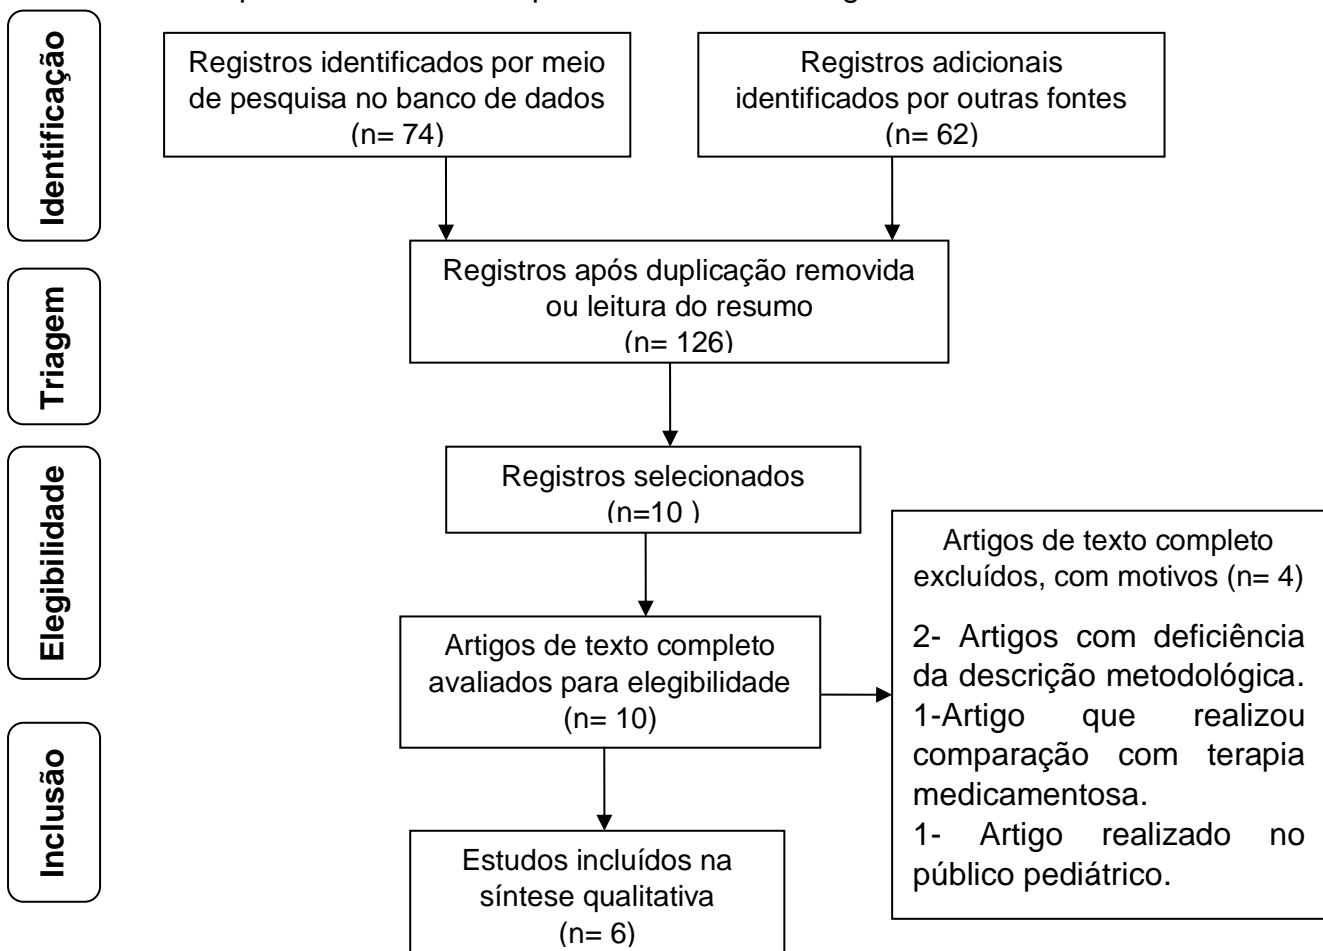 Identificação
Registros identificados por meio
de pesquisa no banco de dados
(n= 74)
Registros adicionais
identificados por outras fontes
(n= 62)
Triagem
Registros após duplicação removida
ou leitura do resumo
(n= 126)
Elegibilidade
Registros selecionados
(n=10 )
Artigos de texto completo
avaliados para elegibilidade
(n= 10)
Artigos de texto completo
excluídos, com motivos (n= 4)
2- Artigos com deficiência
da descrição metodológica.
1-Artigo que realizou
comparação com terapia
medicamentosa.
1- Artigo realizado no
público pediátrico.
Inclusão
Estudos incluídos na
síntese qualitativa
(n= 6)